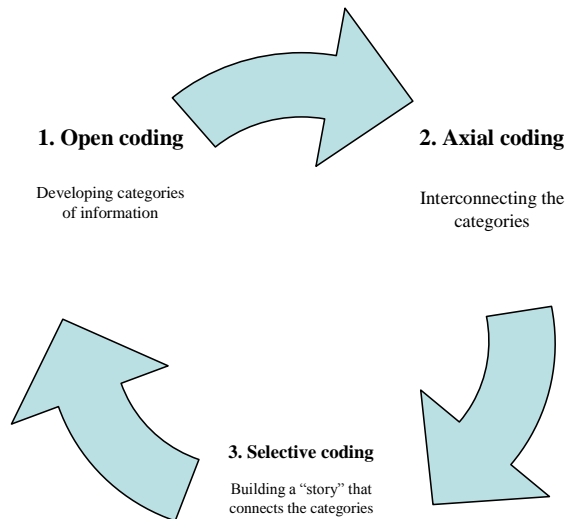 1. Open coding
Developing categories
of information
2. Axial coding
Interconnecting the
categories
3. Selective coding
Building a “story” that
connects the categories